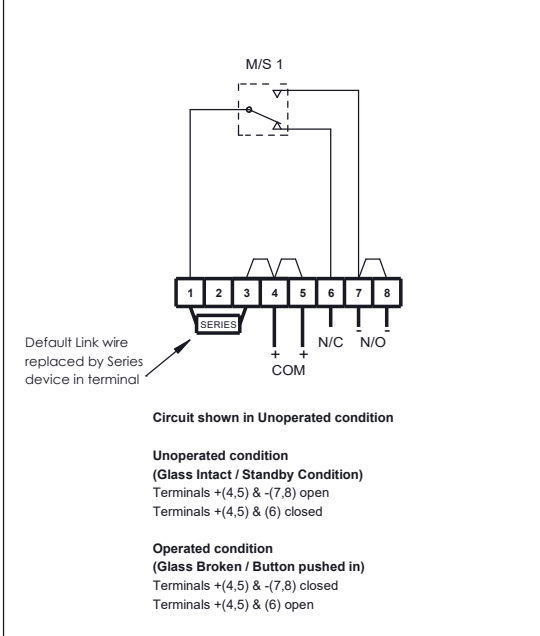 M/S 1
1 2 3 4 5 6 7 8
SERIES
N/C - N/O -
+ +
COM
Default Link wire
replaced by Series
device in terminal
Circuit shown in Unoperated condition
Unoperated condition
(Glass Intact / Standby Condition)
Terminals +(4,5) & -(7,8) open
Terminals +(4,5) & (6) closed
Operated condition
(Glass Broken / Button pushed in)
Terminals +(4,5) & -(7,8) closed
Terminals +(4,5) & (6) open